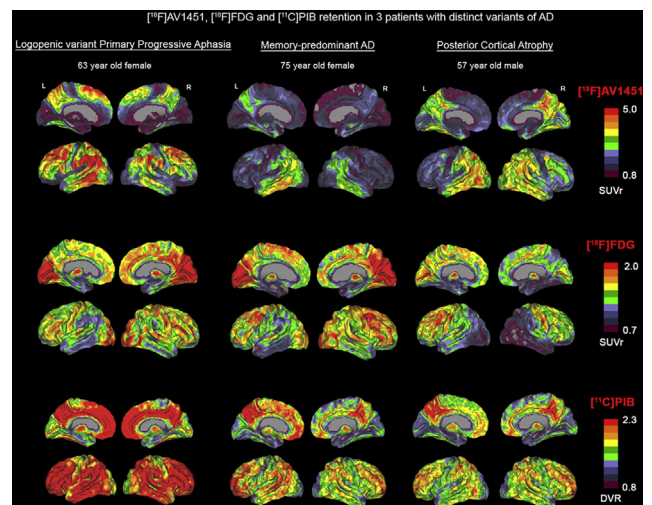 [¹⁸F]AV1451, [¹⁸F]FDG and [¹¹C]PIB retention in 3 patients with distinct variants of AD
Logopenic variant Primary Progressive Aphasia
Memory-predominant AD
Posterior Cortical Atrophy
63 year old female
75 year old female
57 year old male
L R L R L R
[¹⁸F]AV1451
5.0
0.8
SUVr
[¹⁸F]FDG
2.0
0.7
SUVr
[¹¹C]PIB
2.3
0.8
DVR